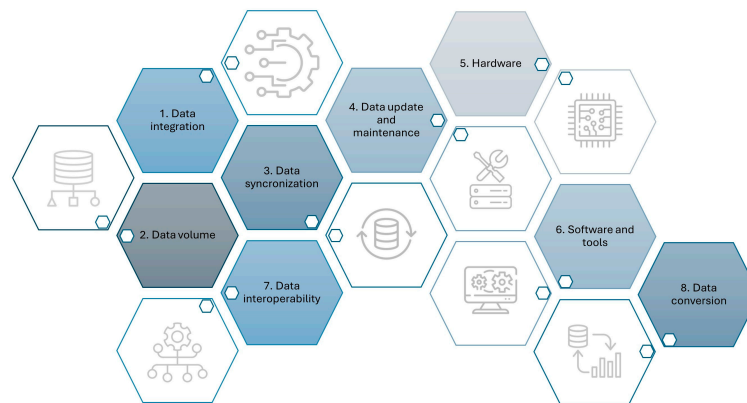 1. Data
integration
2. Data volume
3. Data
syncronization
4. Data update
and
maintenance
5. Hardware
6. Software and
tools
7. Data
interoperability
8. Data
conversion